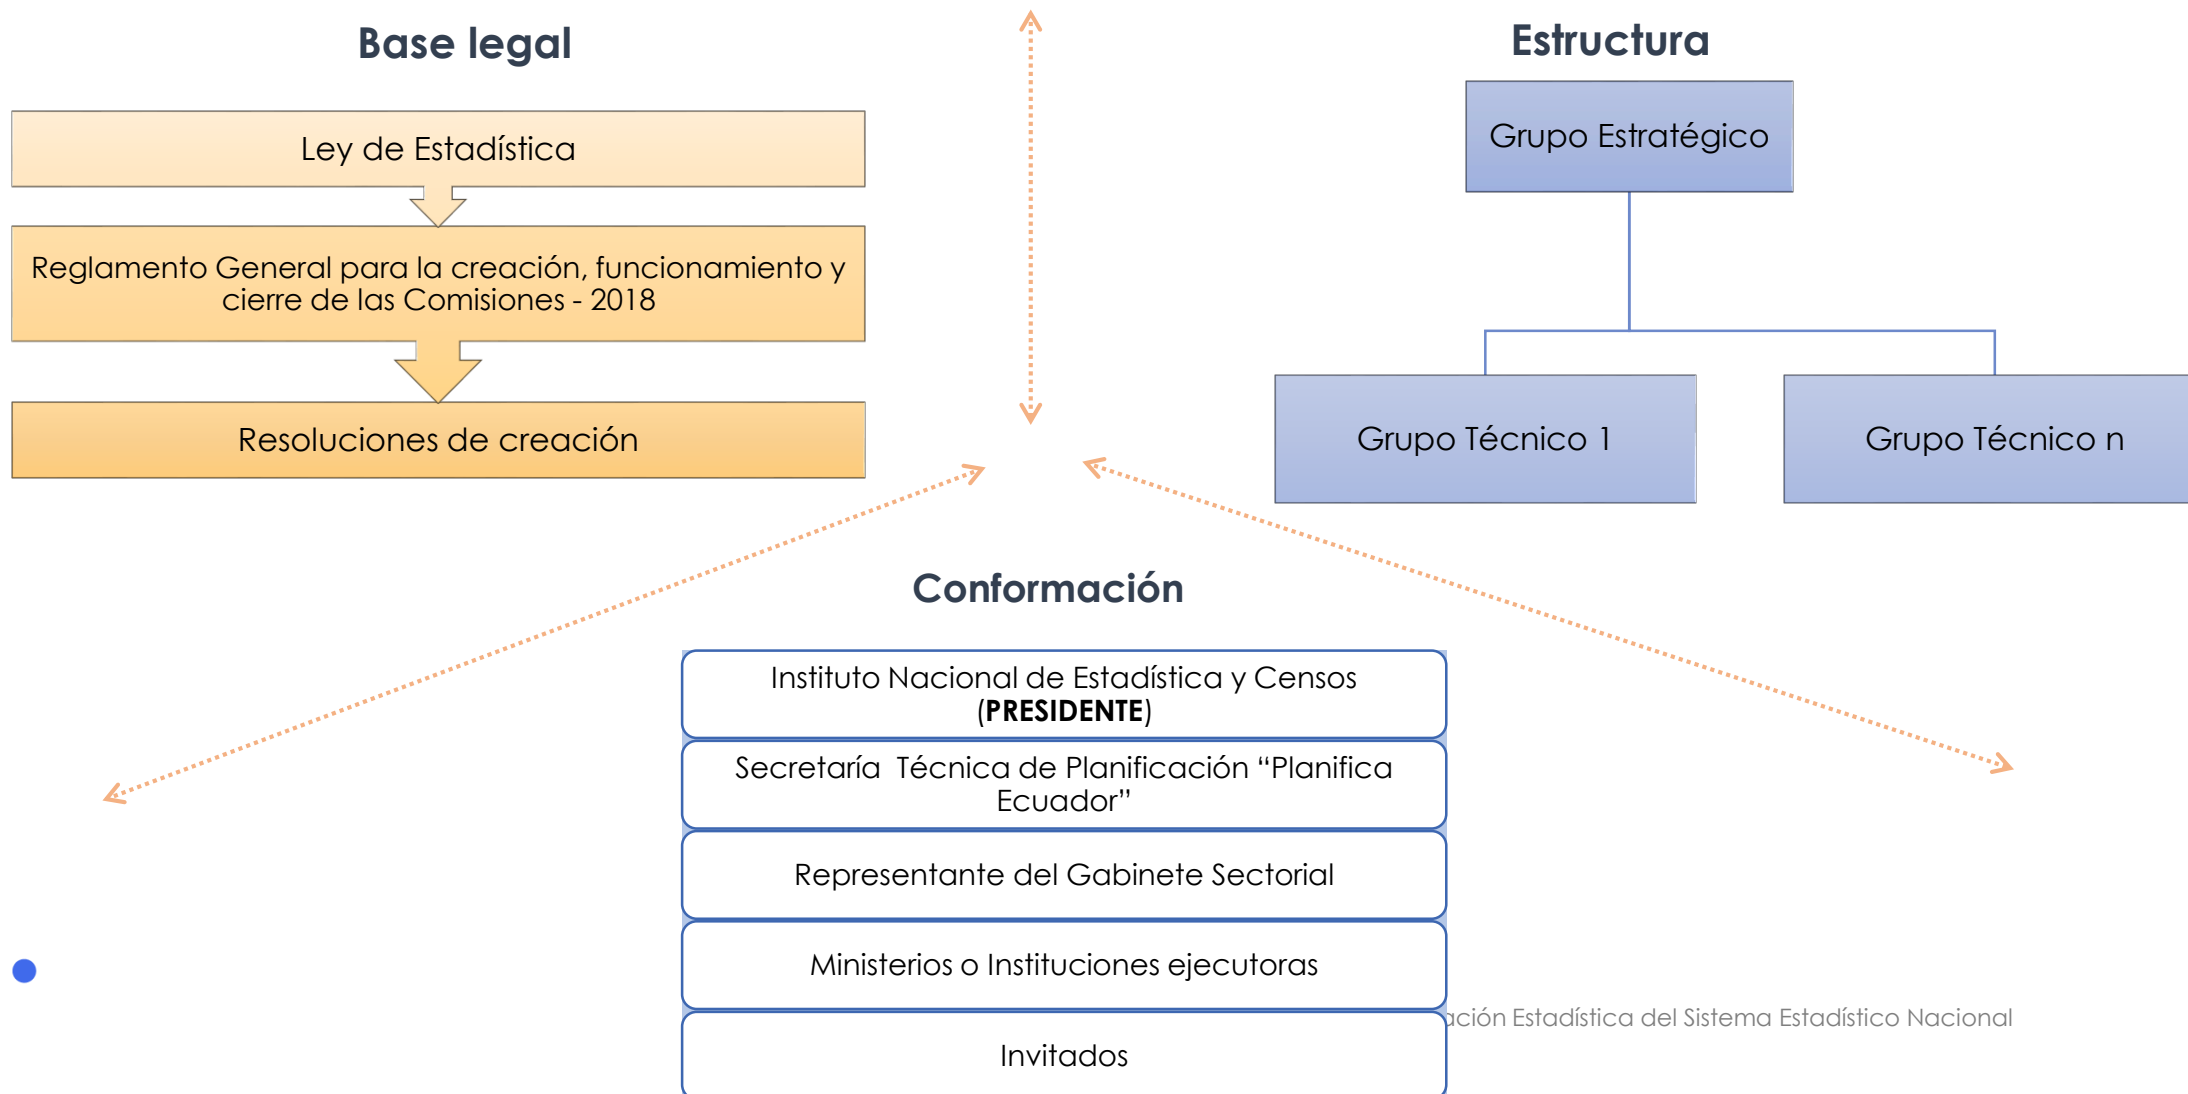 Base legal
Ley de Estadística
Reglamento General para la creación, funcionamiento y
cierre de las Comisiones - 2018
Resoluciones de creación
Estructura
Grupo Estratégico
Grupo Técnico 1
Grupo Técnico n
Conformación
Instituto Nacional de Estadística y Censos
(PRESIDENTE)
Secretaría Técnica de Planificación “Planifica
Ecuador”
Representante del Gabinete Sectorial
Ministerios o Instituciones ejecutoras
Invitados
Estadística del Sistema Estadístico Nacional